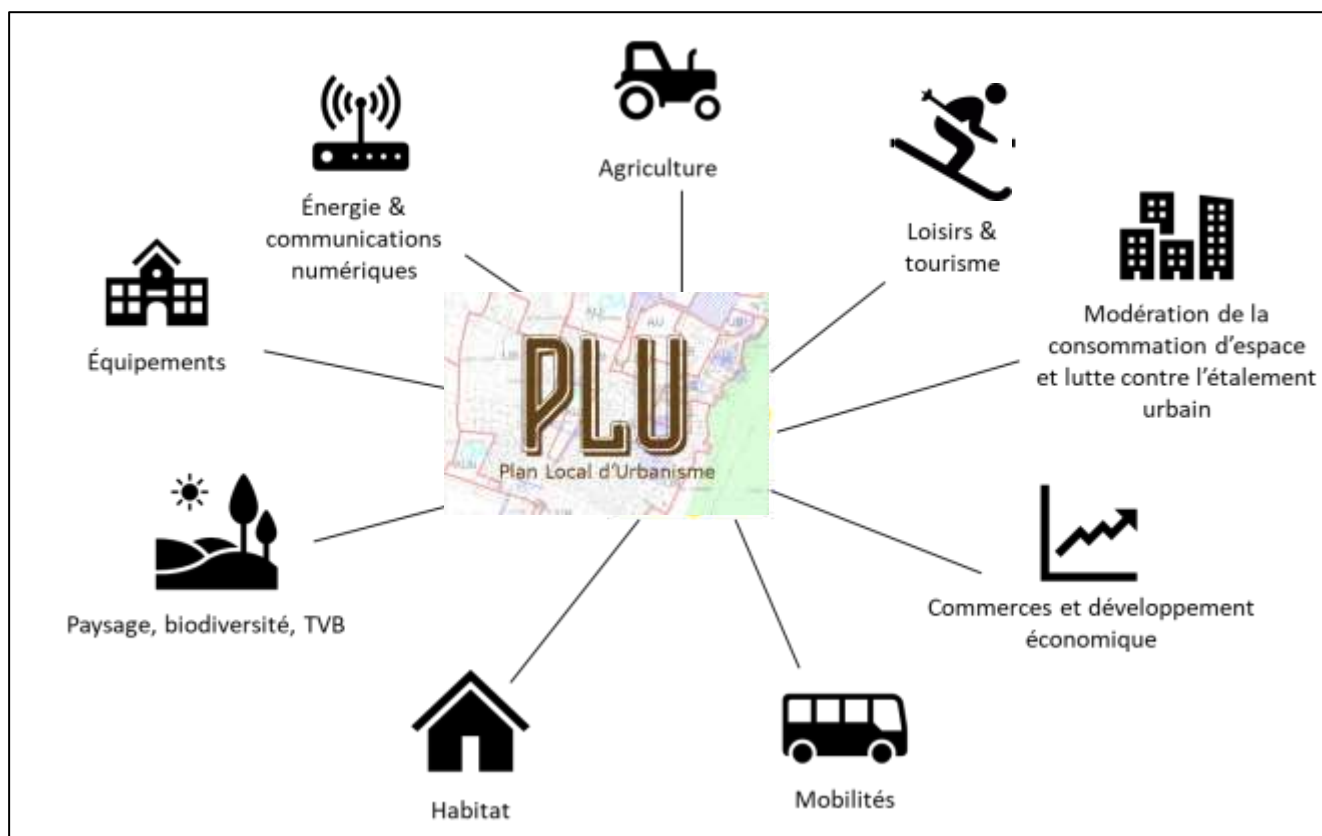 Agriculture
Énergie &
communications
numériques
Loisirs &
tourisme
Modération de la
consommation d'espace
et lutte contre l'étalement
urbain
Équipements
AU
PLU
Plan Local d'Urbanisme
Paysage, biodiversité, TVB
Commerces et développement
économique
Habitat
Mobilités